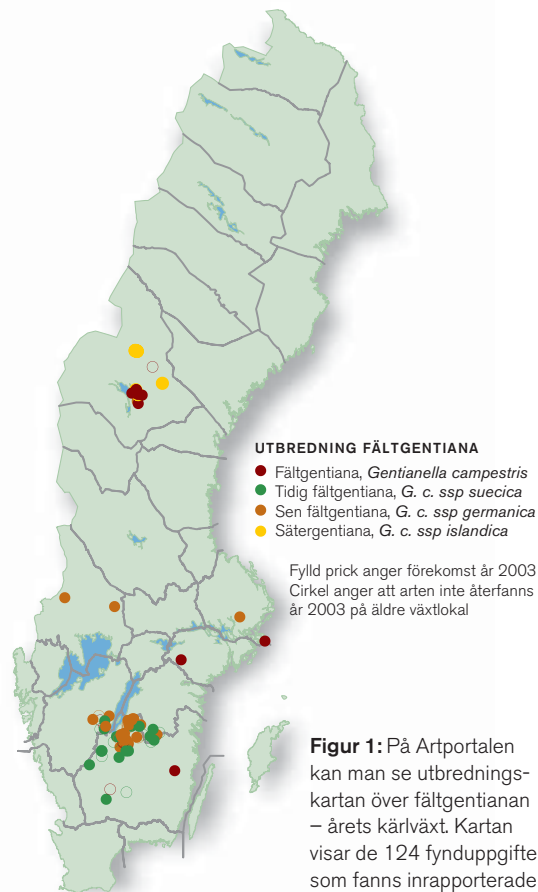 UTBREDNING FÄLTGENTIANA
Fältgentiana, Gentianella campestris
Tidig fältgentiana, G. c. ssp suecica
Sen fältgentiana, G. c. ssp germanica
Sätergentiana, G. c. ssp islandica
Fylld prick anger förekomst år 2003
Cirkel anger att arten inte återfanns
år 2003 på äldre växtlokal
Figur 1: På Artportalen
kan man se utbrednings-
kartan över fältgentianan
– årets kärlväxt. Kartan
visar de 124 fynduppgifte
som fanns inrapporterade